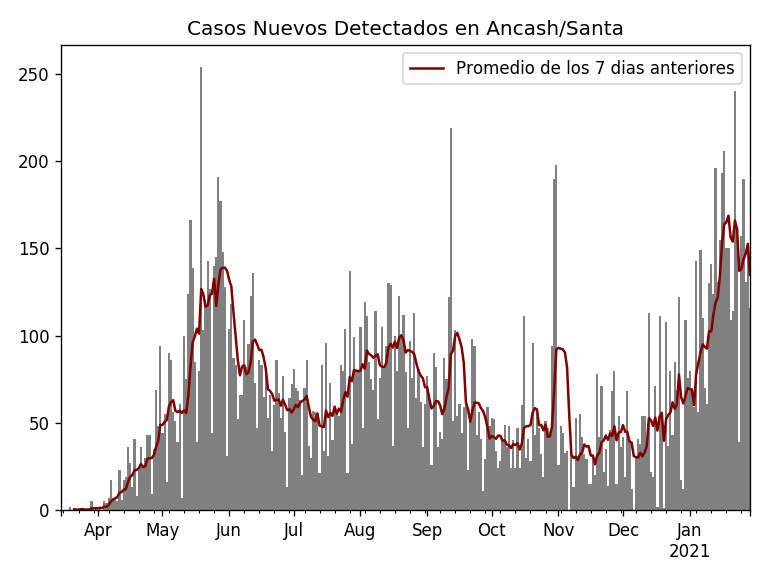 Casos Nuevos Detectados en Ancash/Santa
Promedio de los 7 dias anteriores
250
200
150
100
50
0
Apr May Jun Jul Aug Sep Oct Nov Dec Jan
2021